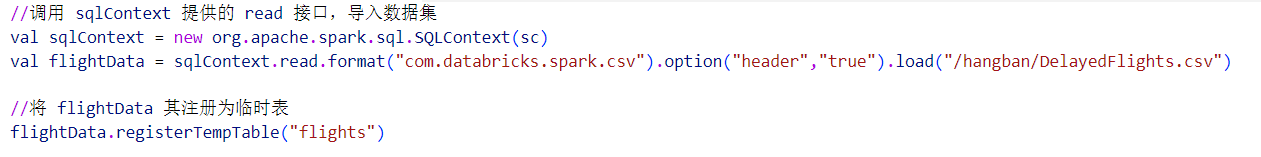 //调用 sqlContext 提供的 read 接口，导入数据集
val sqlContext = new org.apache.spark.sql.SQLContext(sc)
val flightData = sqlContext.read.format("com.databricks.spark.csv").option("header","true").load("/hangban/DelayedFlights.csv")
//将 flightData 其注册为临时表
flightData.registerTempTable("flights")